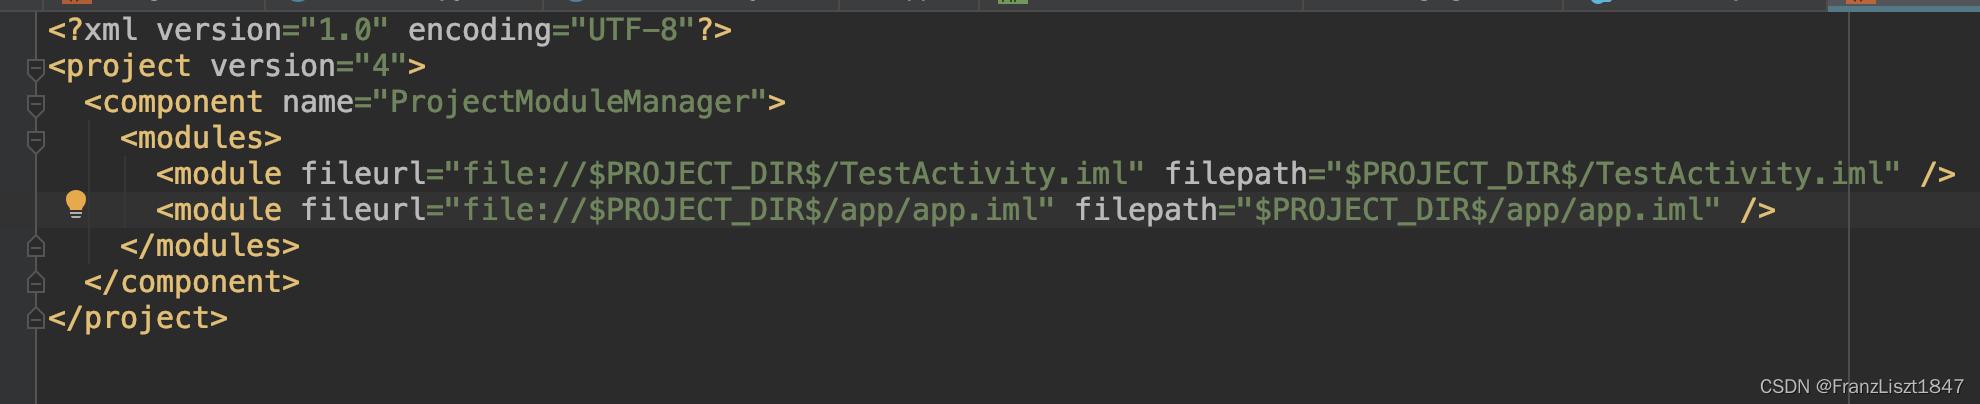 <?xml version="1.0" encoding="UTF-8"?>
<project version="4">
  <component name="ProjectModuleManager">
    <modules>
      <module fileurl="file://$PROJECT_DIR$/TestActivity.iml" filepath="$PROJECT_DIR$/TestActivity.iml" />
      <module fileurl="file://$PROJECT_DIR$/app/app.iml" filepath="$PROJECT_DIR$/app/app.iml" />
    </modules>
  </component>
</project>
CSDN @FranzLiszt1847